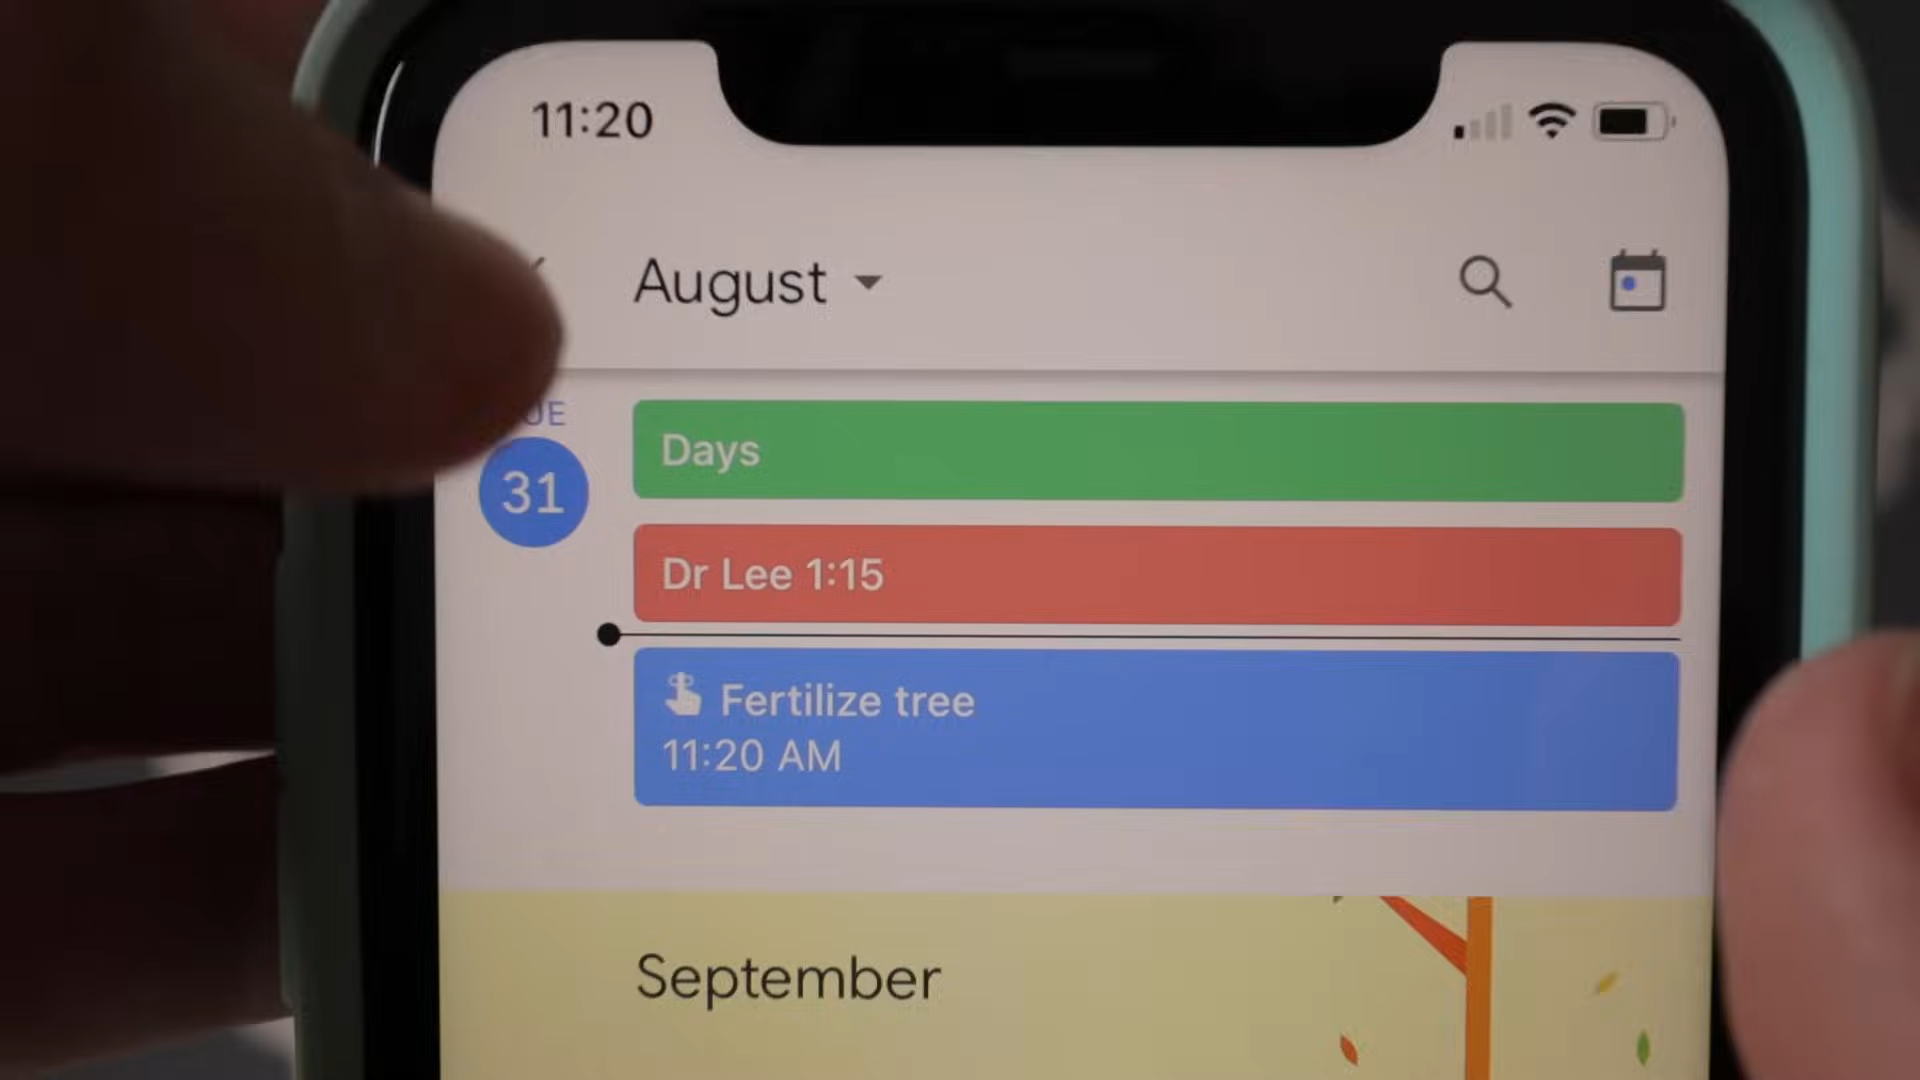 11:20
August
31
Days
Dr Lee 1:15
Fertilize tree
11:20 AM
September